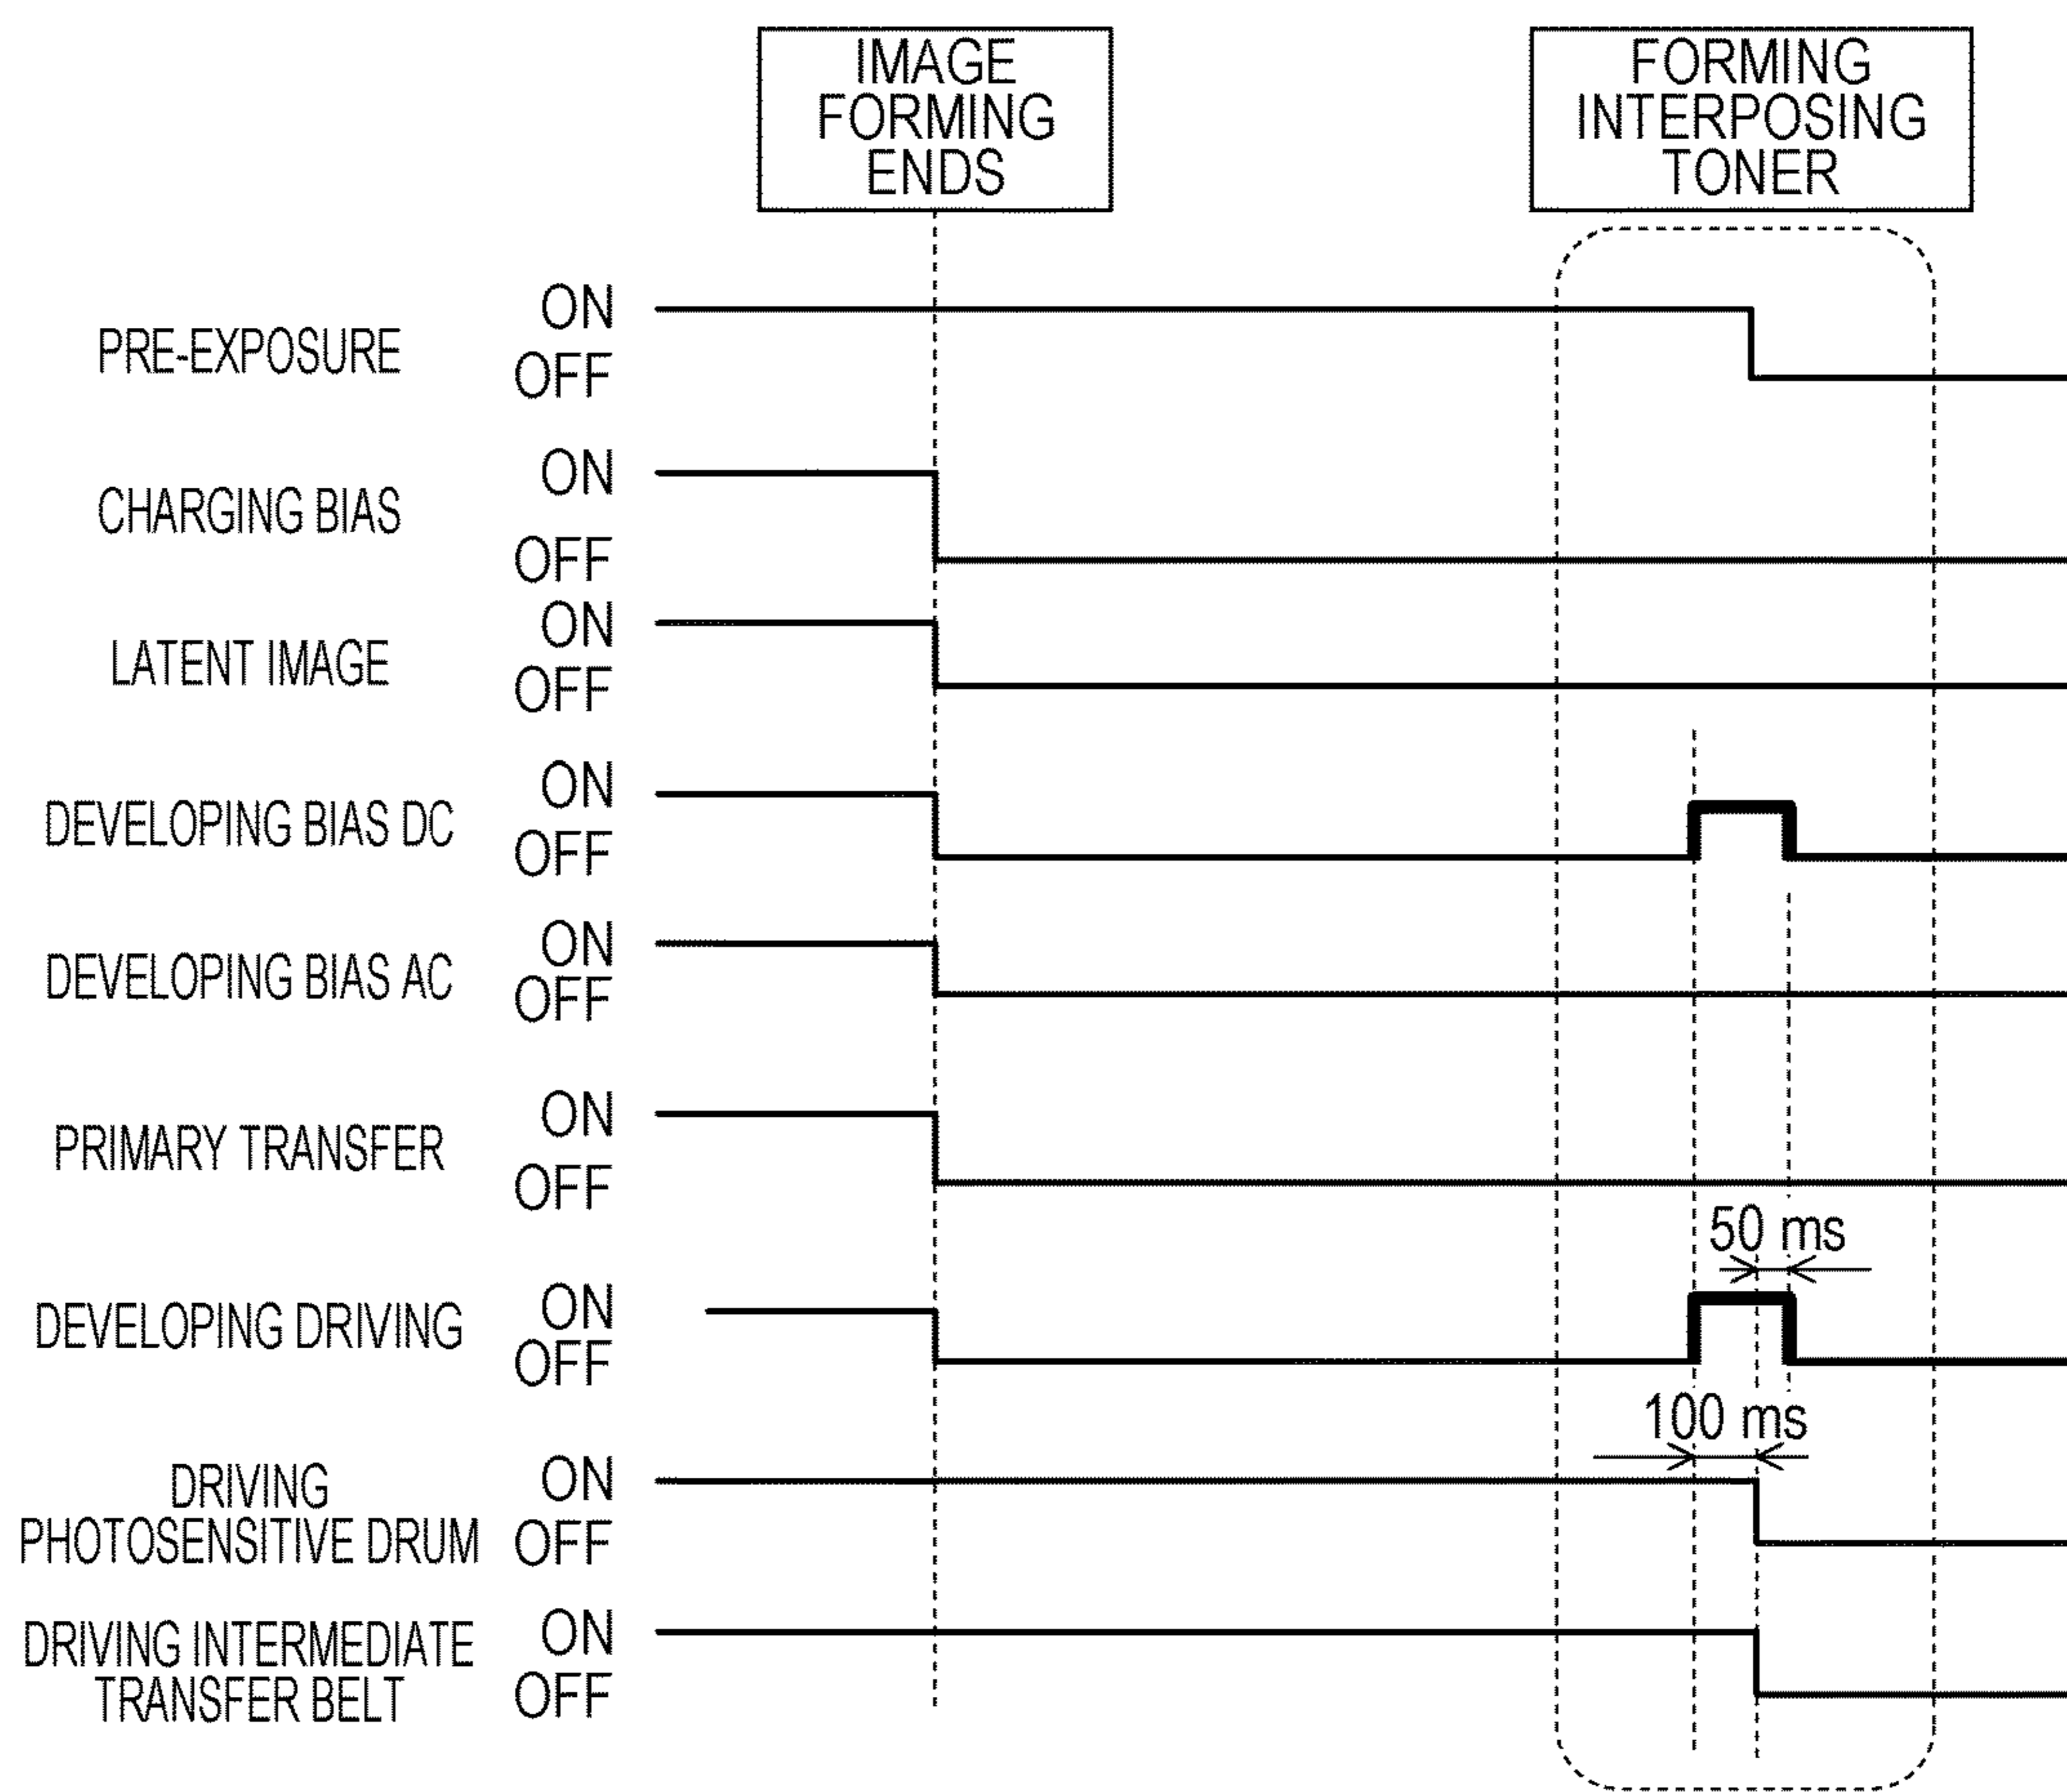 IMAGE
FORMING
ENDS
FORMING
INTERPOSING
TONER
PRE-EXPOSURE
ON
OFF
CHARGING BIAS
ON
OFF
LATENT IMAGE
ON
OFF
DEVELOPING BIAS DC
ON
OFF
DEVELOPING BIAS AC
ON
OFF
PRIMARY TRANSFER
ON
OFF
50 ms
DEVELOPING DRIVING
ON
OFF
100 ms
DRIVING
PHOTOSENSITIVE DRUM
ON
OFF
DRIVING INTERMEDIATE
TRANSFER BELT
ON
OFF